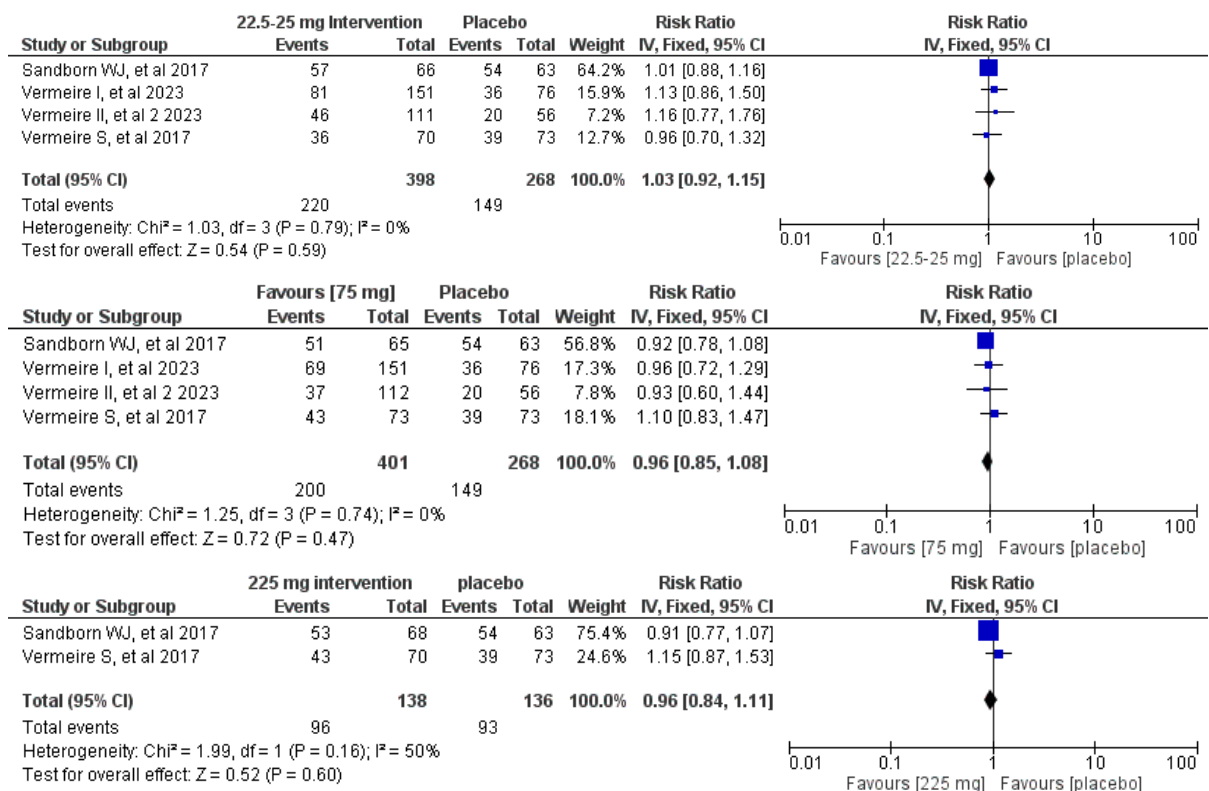 22.5-25 mg Intervention Placebo Risk Ratio Risk Ratio
Study or Subgroup Events Total Events Total Weight IV, Fixed, 95% CI IV, Fixed, 95% CI
Sandborn WJ, et al 2017 57 66 54 63 64.2% 1.01 [0.88, 1.16]
Vermeire I, et al 2023 81 151 36 76 15.9% 1.13 [0.86, 1.50]
Vermeire II, et al 2 2023 46 111 20 56 7.2% 1.16 [0.77, 1.76]
Vermeire S, et al 2017 36 70 39 73 12.7% 0.96 [0.70, 1.32]
Total (95% CI) 398 268 100.0% 1.03 [0.92, 1.15]
Total events 220 149
Heterogeneity: Chi² = 1.03, df = 3 (P = 0.79); I² = 0%
Test for overall effect: Z = 0.54 (P = 0.59)
0.01 0.1 1 10 100
Favours [22.5-25 mg] Favours [placebo]
Favours [75 mg] Placebo Risk Ratio Risk Ratio
Study or Subgroup Events Total Events Total Weight IV, Fixed, 95% CI IV, Fixed, 95% CI
Sandborn WJ, et al 2017 51 65 54 63 56.8% 0.92 [0.78, 1.08]
Vermeire I, et al 2023 69 151 36 76 17.3% 0.96 [0.72, 1.29]
Vermeire II, et al 2 2023 37 112 20 56 7.8% 0.93 [0.60, 1.44]
Vermeire S, et al 2017 43 73 39 73 18.1% 1.10 [0.83, 1.47]
Total (95% CI) 401 268 100.0% 0.96 [0.85, 1.08]
Total events 200 149
Heterogeneity: Chi² = 1.25, df = 3 (P = 0.74); I² = 0%
Test for overall effect: Z = 0.72 (P = 0.47)
0.01 0.1 1 10 100
Favours [75 mg] Favours [placebo]
225 mg intervention placebo Risk Ratio Risk Ratio
Study or Subgroup Events Total Events Total Weight IV, Fixed, 95% CI IV, Fixed, 95% CI
Sandborn WJ, et al 2017 53 68 54 63 75.4% 0.91 [0.77, 1.07]
Vermeire S, et al 2017 43 70 39 73 24.6% 1.15 [0.87, 1.53]
Total (95% CI) 138 136 100.0% 0.96 [0.84, 1.11]
Total events 96 93
Heterogeneity: Chi² = 1.99, df = 1 (P = 0.16); I² = 50%
Test for overall effect: Z = 0.52 (P = 0.60)
0.01 0.1 1 10 100
Favours [225 mg] Favours [placebo]